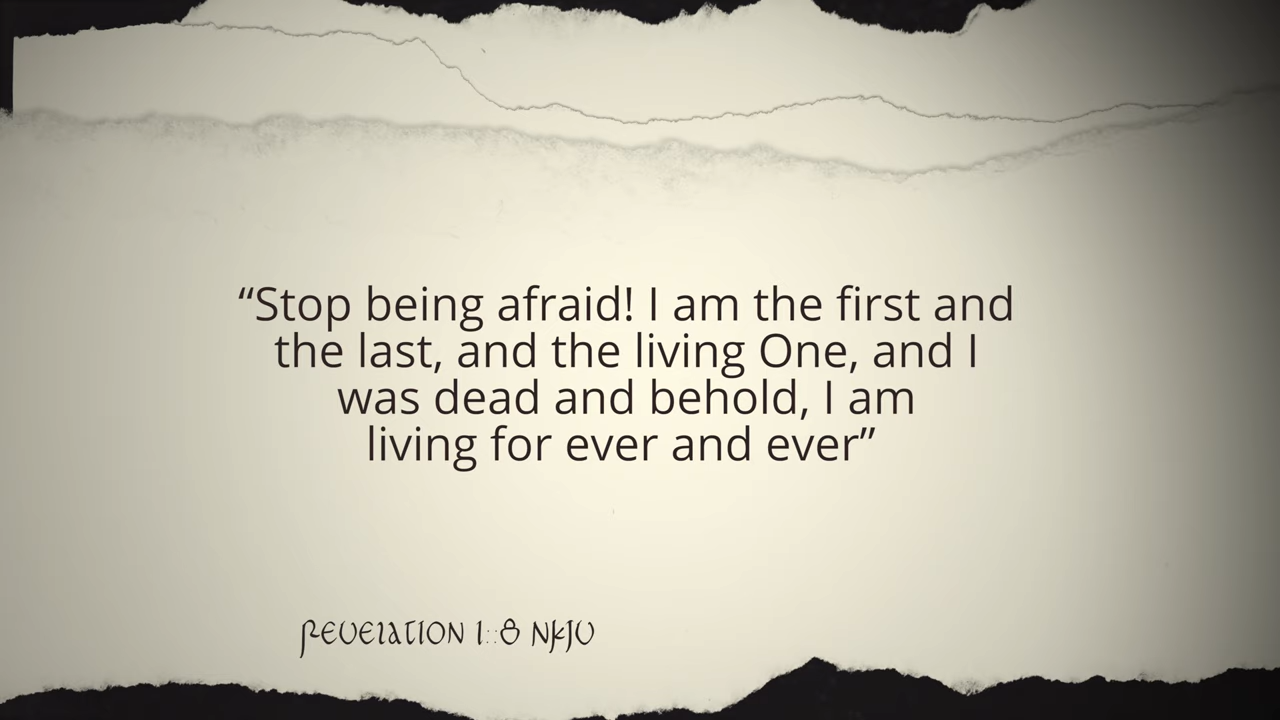 “Stop being afraid! I am the first and
the last, and the living One, and I
was dead and behold, I am
living for ever and ever”
Revelation 1::8 NKJV